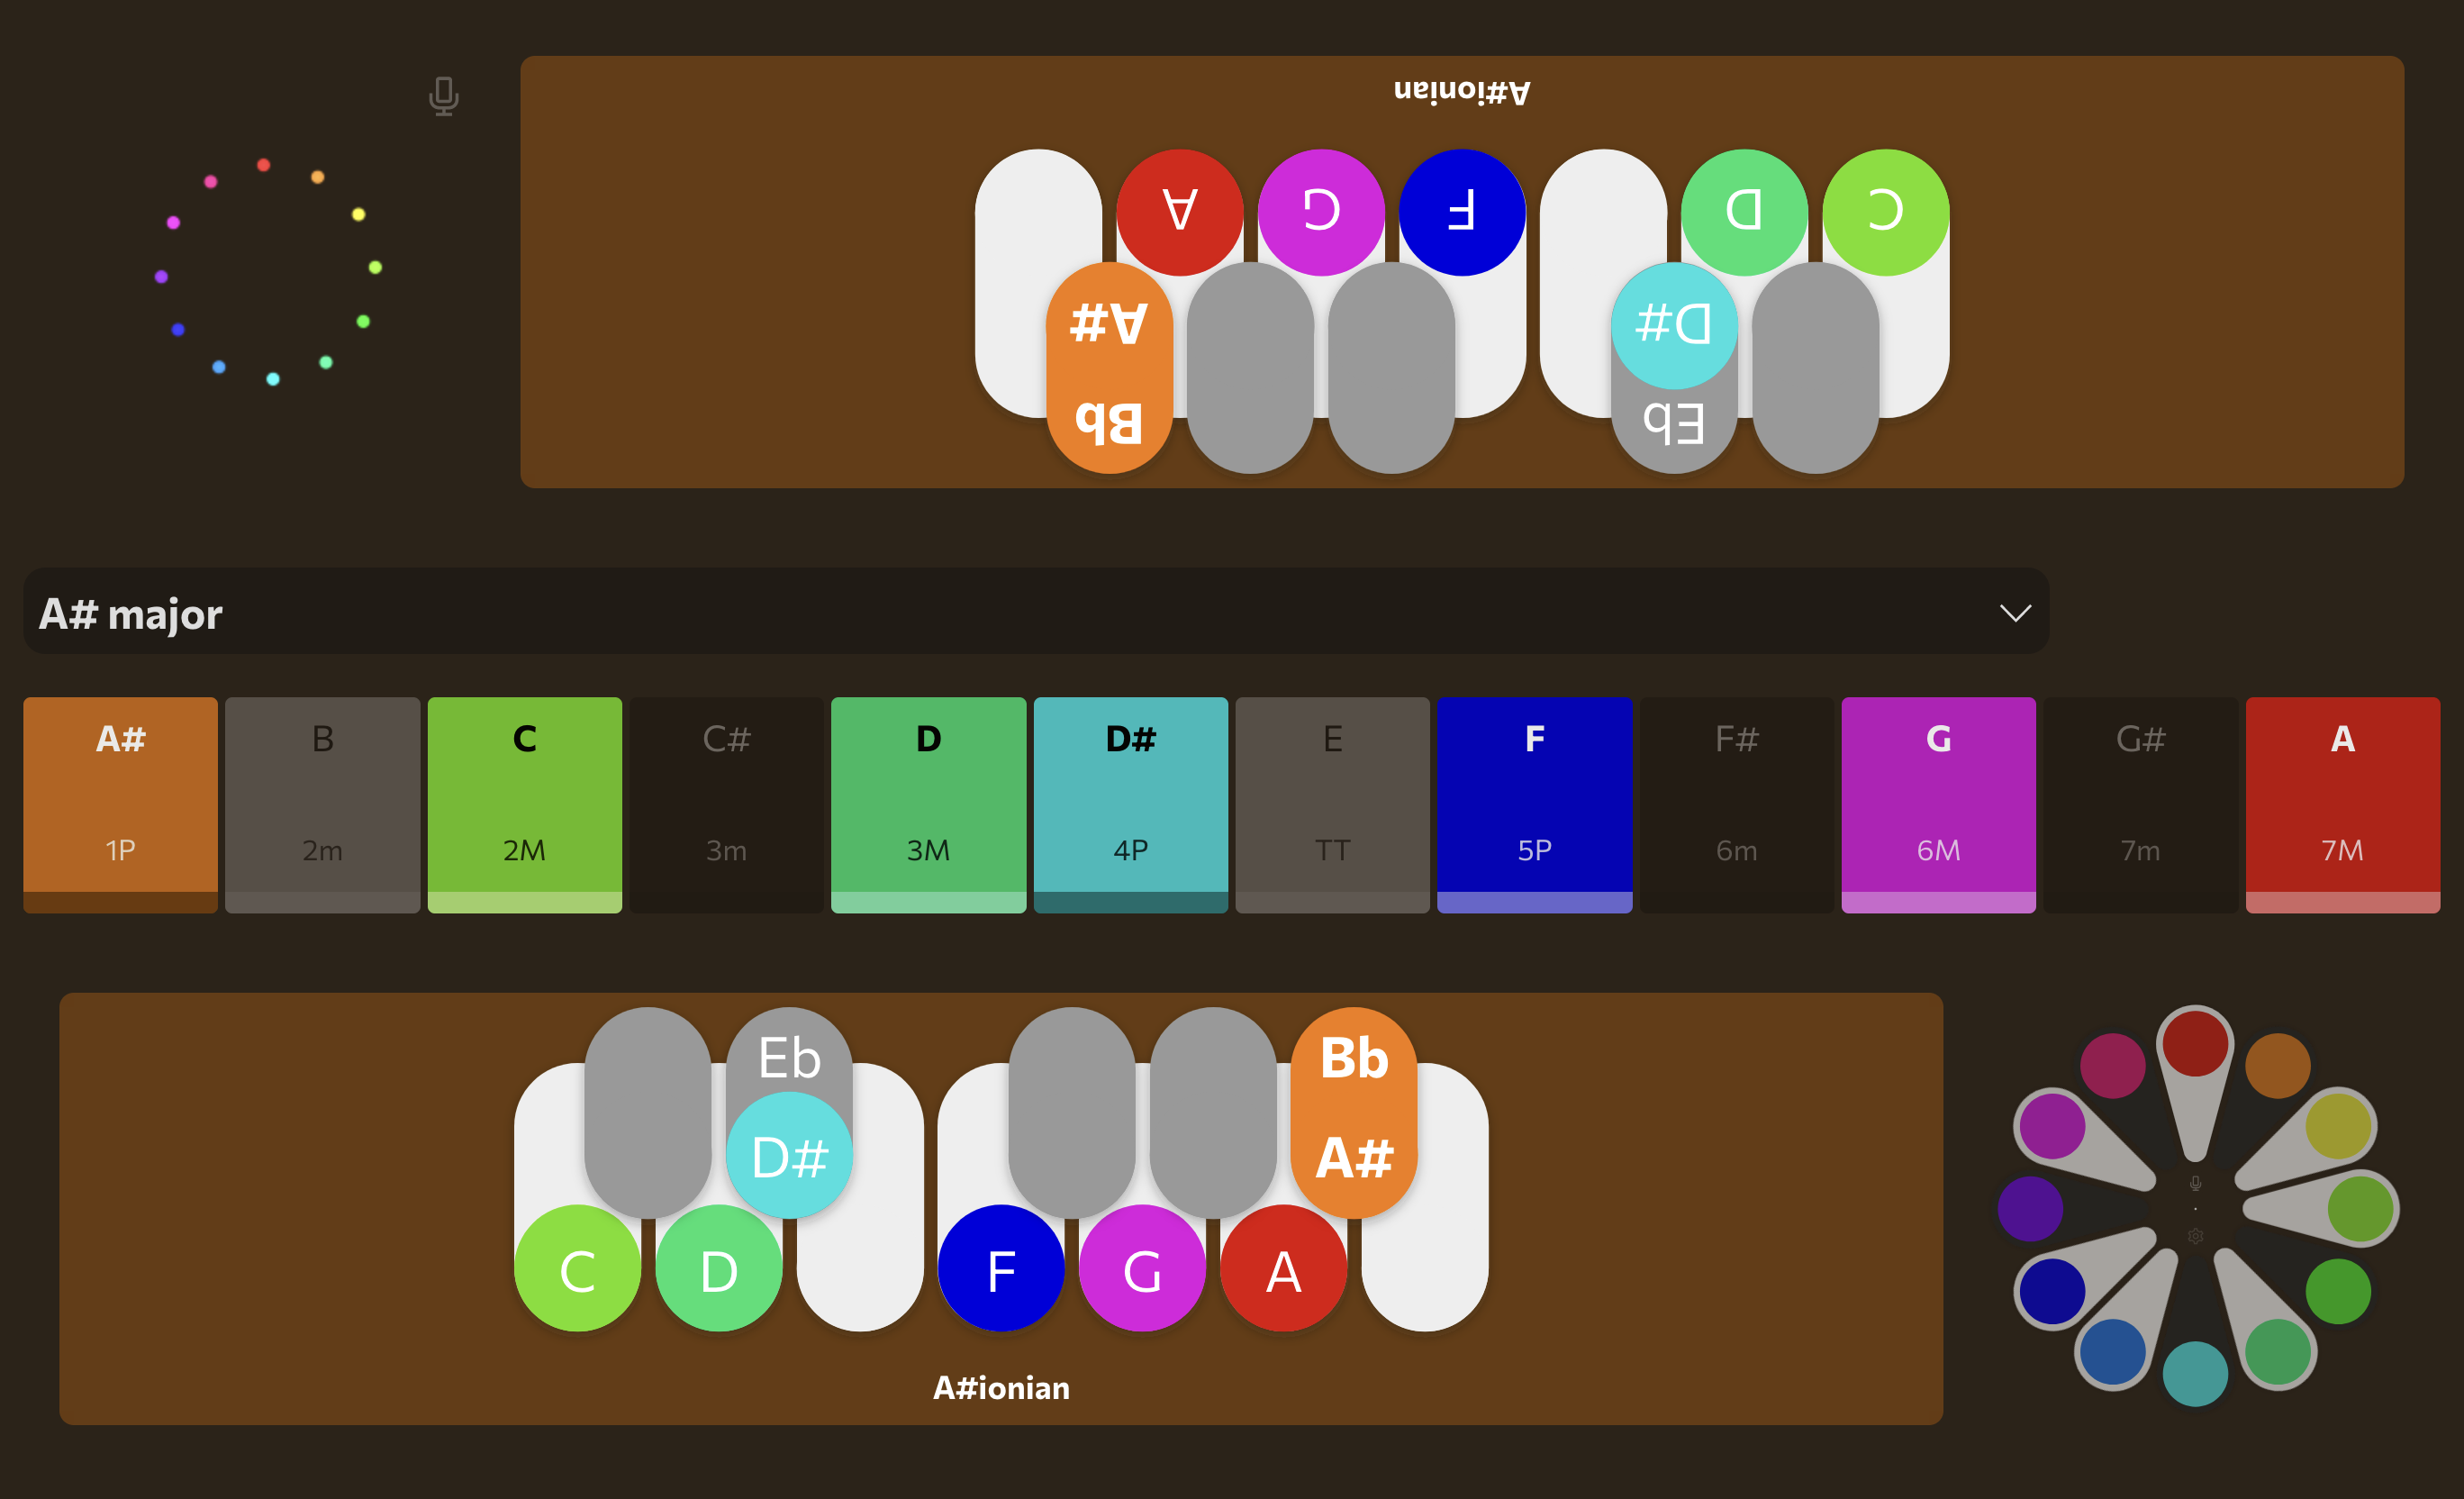 A#ionian
A G F D C
A# D#
Bb Eb
A# major
A# B C C# D D# E F F# G G# A
1P 2m 2M 3m 3M 4P TT 5P 6m 6M 7m 7M
Eb Bb
D# A#
C D F G A
A#ionian